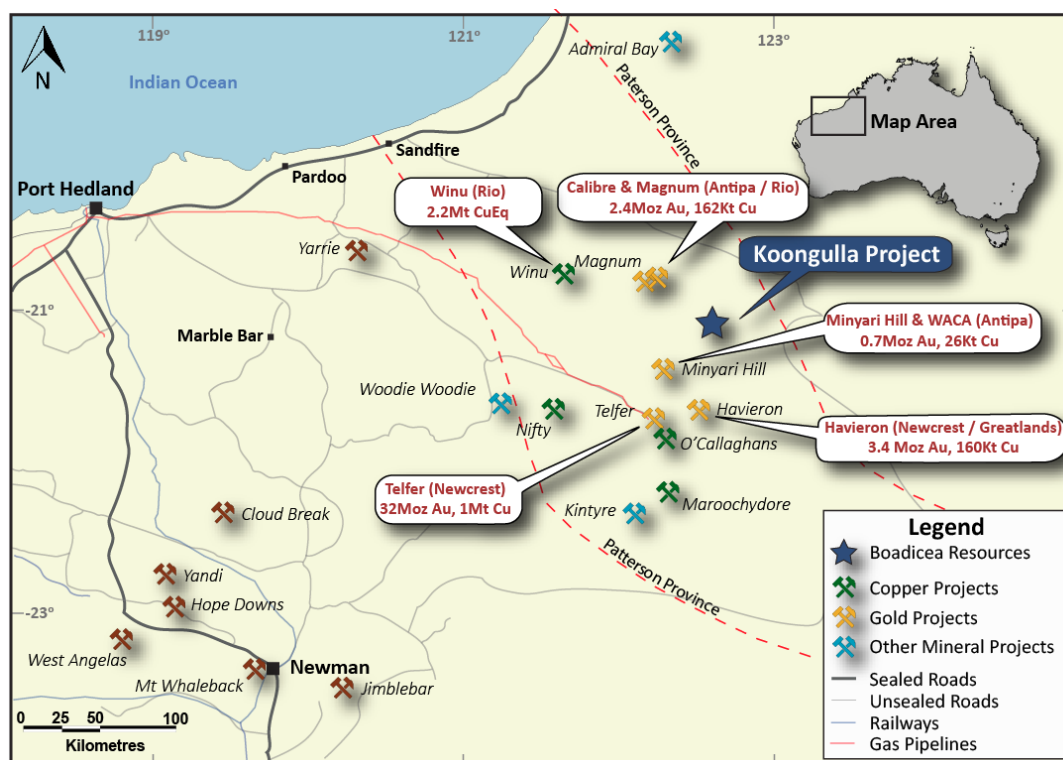 119°
121°
123°
Admiral Bay
N
Indian Ocean
Paterson Province
Map Area
Sandfire
Pardoo
Port Hedland
Winu (Rio)
2.2Mt CuEq
Calibre & Magnum (Antipa / Rio)
2.4Moz Au, 162Kt Cu
Yarrie
Winu
Magnum
Koongulla Project
-21°
Marble Bar
Minyari Hill & WACA (Antipa)
0.7Moz Au, 26Kt Cu
Minyari Hill
Woodie Woodie
Nifty
Telfer
Havieron
O'Callaghans
Havieron (Newcrest / Greatlands)
3.4 Moz Au, 160Kt Cu
Telfer (Newcrest)
32Moz Au, 1Mt Cu
Maroochydore
Kintyre
Cloud Break
Patterson Province
Yandi
Hope Downs
-23°
West Angelas
Newman
Mt Whaleback
Jimblebar
0 25 50 100
Kilometres
Legend
Boadicea Resources
Copper Projects
Gold Projects
Other Mineral Projects
Sealed Roads
Unsealed Roads
Railways
Gas Pipelines